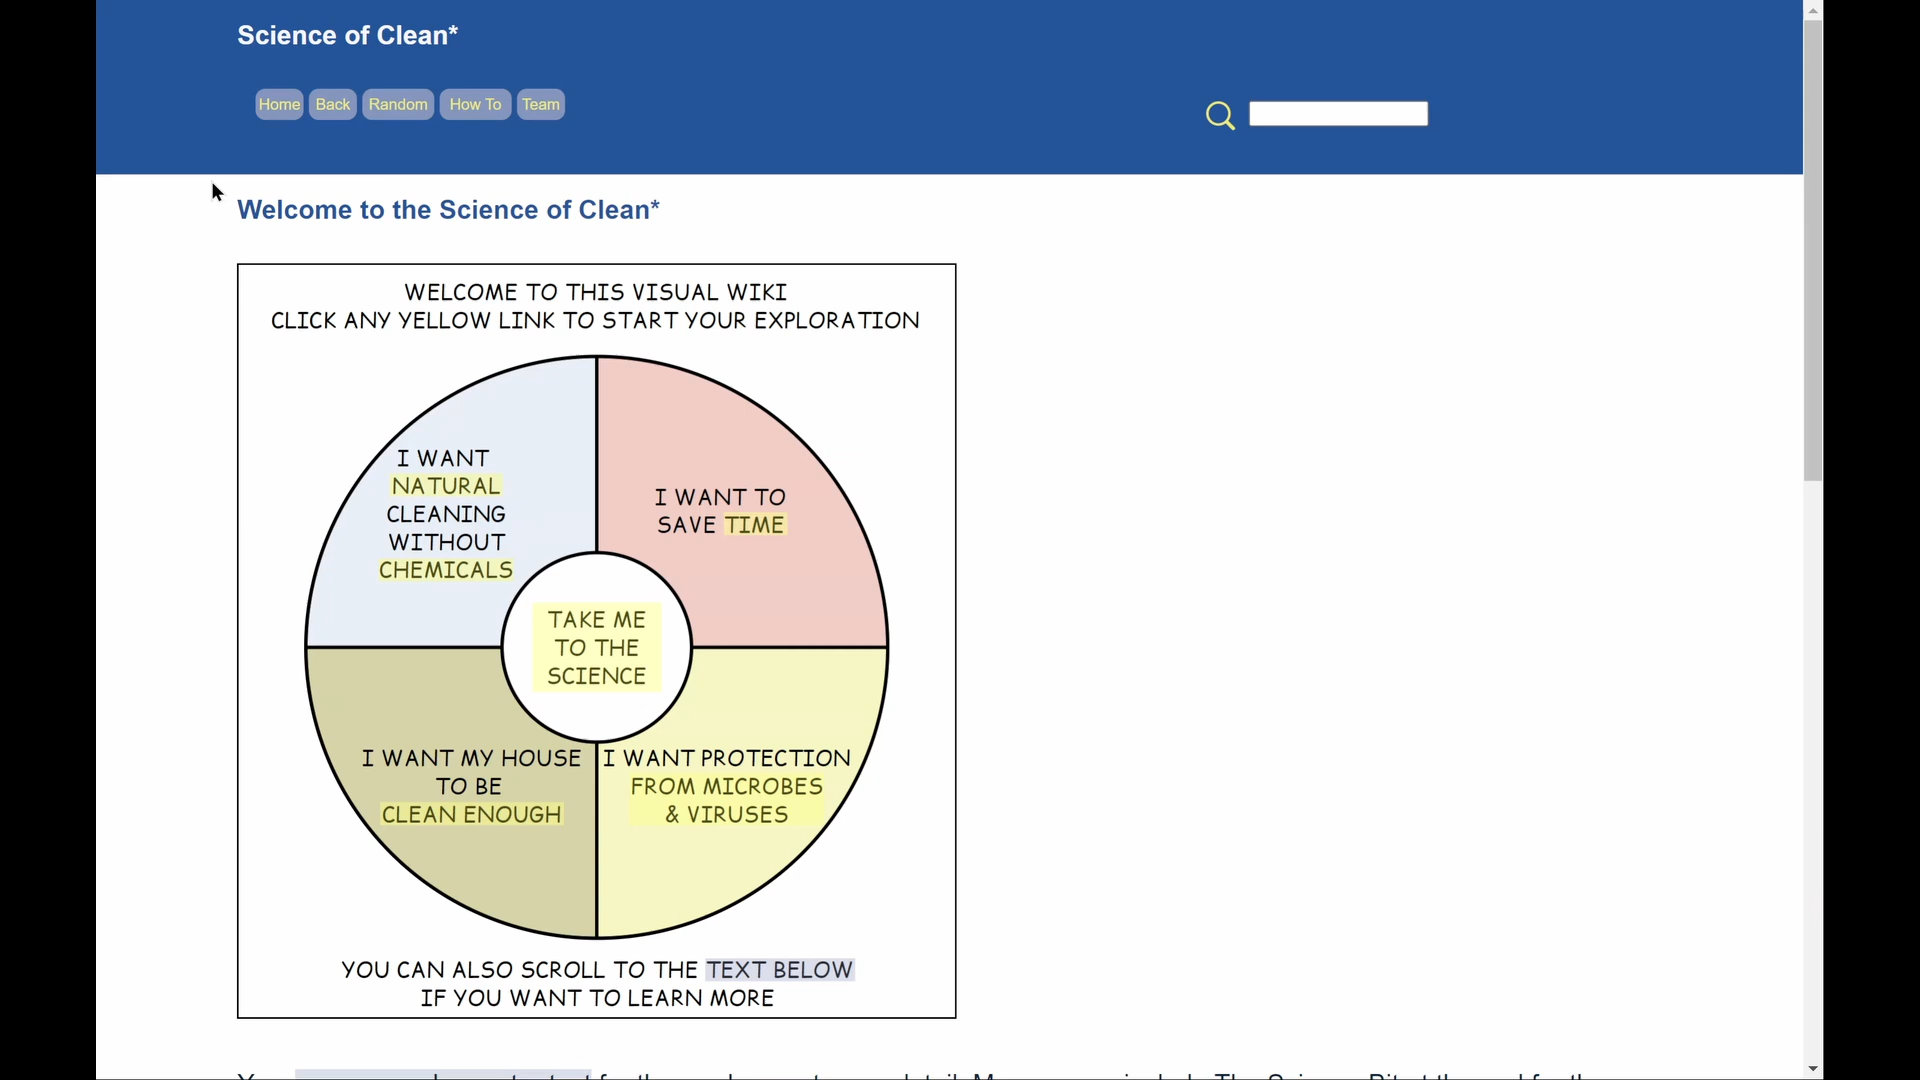 Science of Clean*
Home Back Random How To Team
Welcome to the Science of Clean*
WELCOME TO THIS VISUAL WIKI
CLICK ANY YELLOW LINK TO START YOUR EXPLORATION
I WANT
NATURAL
CLEANING
WITHOUT
CHEMICALS
I WANT TO
SAVE TIME
TAKE ME
TO THE
SCIENCE
I WANT MY HOUSE
TO BE
CLEAN ENOUGH
I WANT PROTECTION
FROM MICROBES
& VIRUSES
YOU CAN ALSO SCROLL TO THE TEXT BELOW
IF YOU WANT TO LEARN MORE